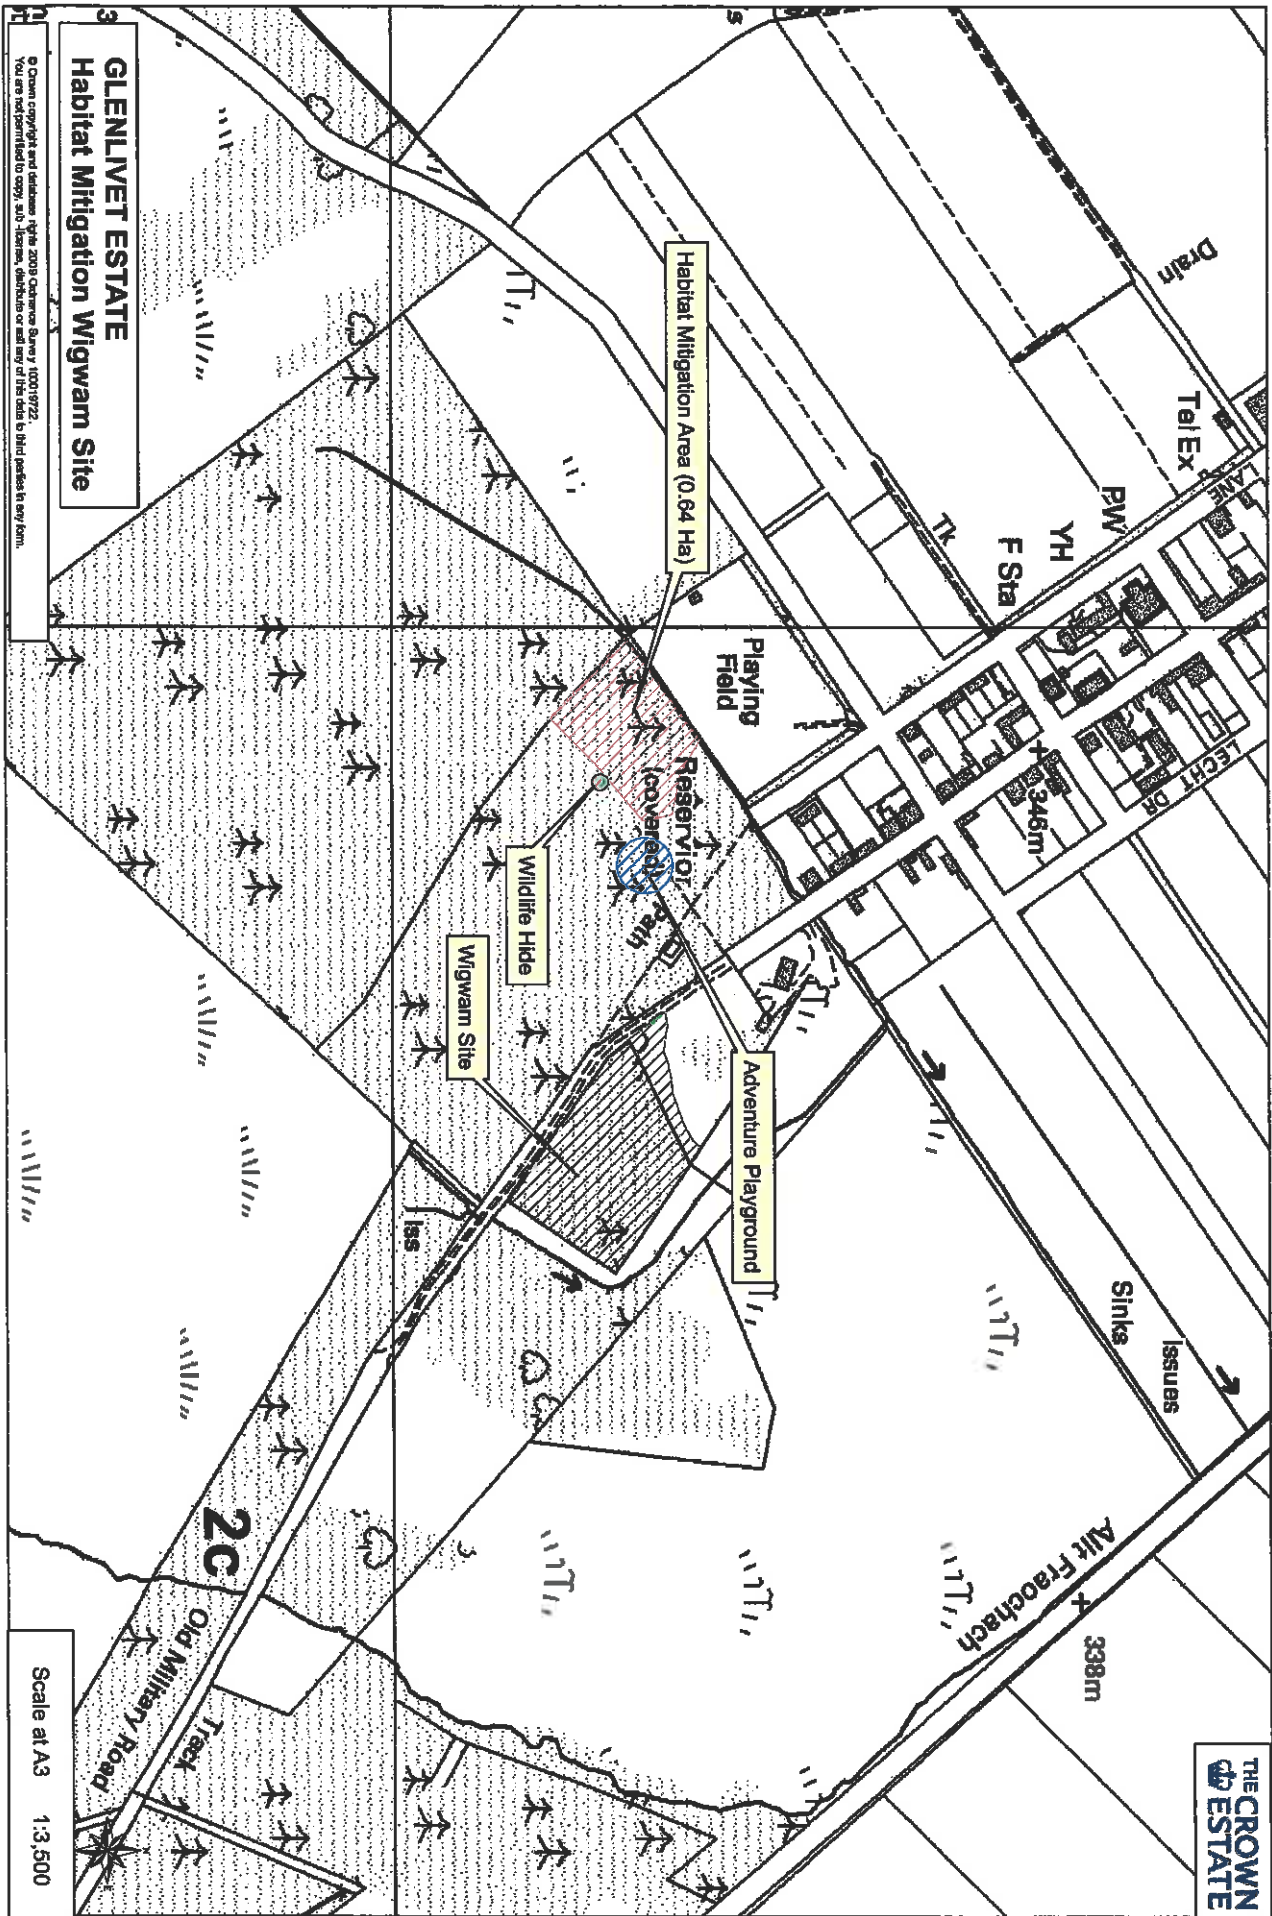 THE CROWN
ESTATE
Drain
Tel Ex
LANE
PW
YH
F Sta
Tk
LECHT DR
346m
Playing
Field
Habitat Mitigation Area (0.64 Ha)
Reservoir
(covered)
Path
Wildlife Hide
Wigwam Site
Adventure Playground
Iss
Sinks
Issues
Allt Fraochach
338m
2c
Old Military Road
Track
GLENLIVET ESTATE
Habitat Mitigation Wigwam Site
© Crown copyright and database rights 2009 Ordnance Survey 100019722.
You are not permitted to copy, sub-license, distribute or sell any of this data to third parties in any form.
Scale at A3 1:3,500